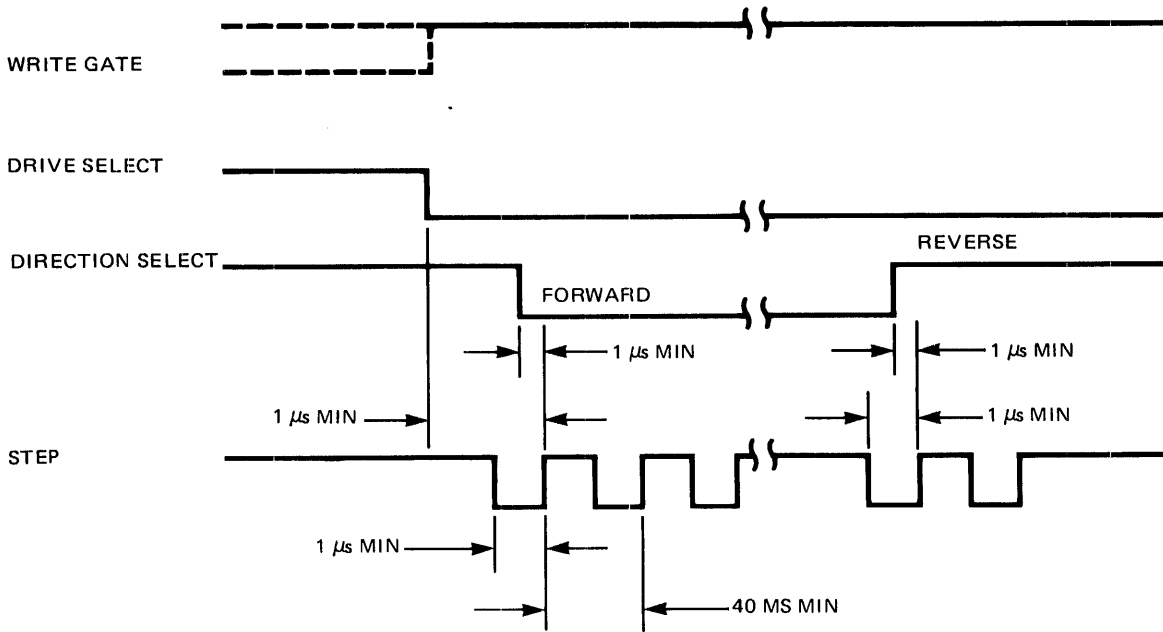 WRITE GATE
DRIVE SELECT
DIRECTION SELECT
REVERSE
FORWARD
1 μs MIN
1 μs MIN
1 μs MIN
1 μs MIN
STEP
1 μs MIN
40 MS MIN